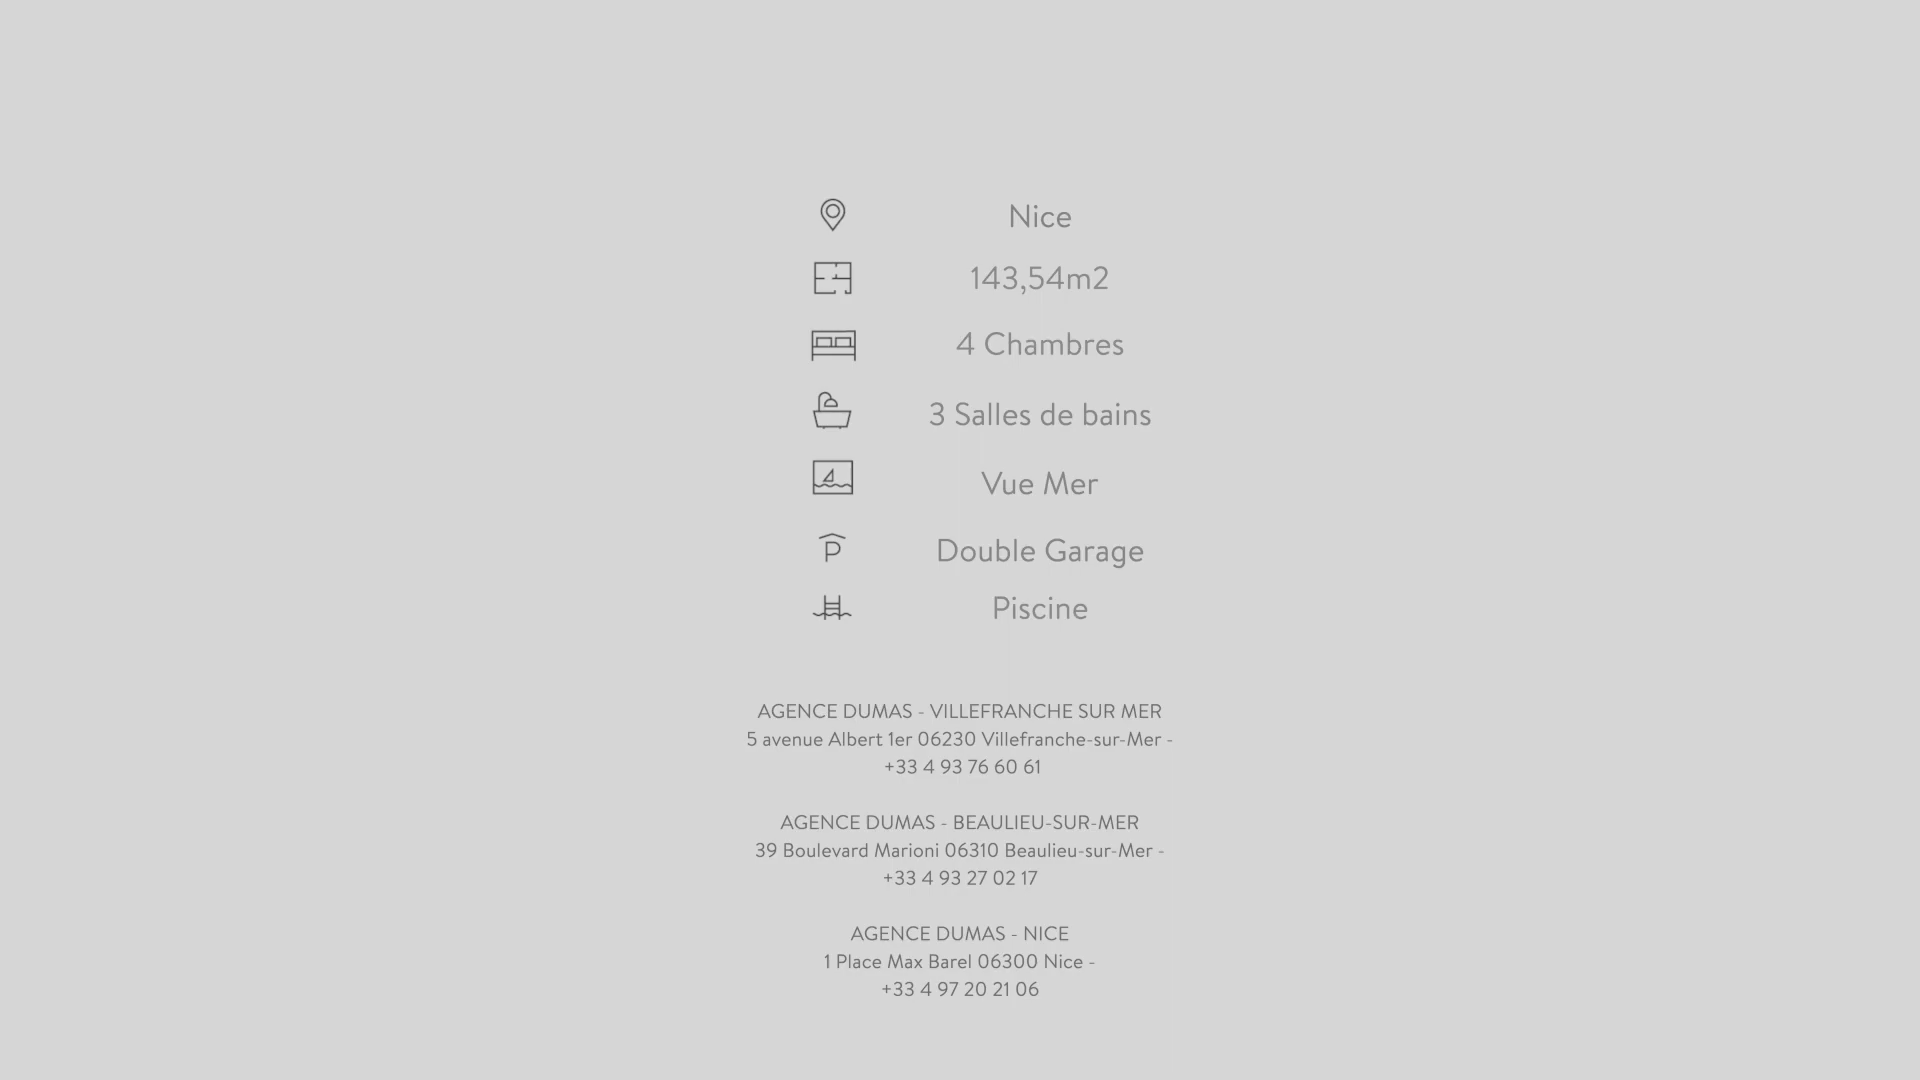 Nice
143,54m2
4 Chambres
3 Salles de bains
Vue Mer
P
Double Garage
Piscine
AGENCE DUMAS - VILLEFRANCHE SUR MER
5 avenue Albert 1er 06230 Villefranche-sur-Mer -
+33 4 93 76 60 61
AGENCE DUMAS - BEAULIEU-SUR-MER
39 Boulevard Marioni 06310 Beaulieu-sur-Mer -
+33 4 93 27 02 17
AGENCE DUMAS - NICE
1 Place Max Barel 06300 Nice -
+33 4 97 20 21 06